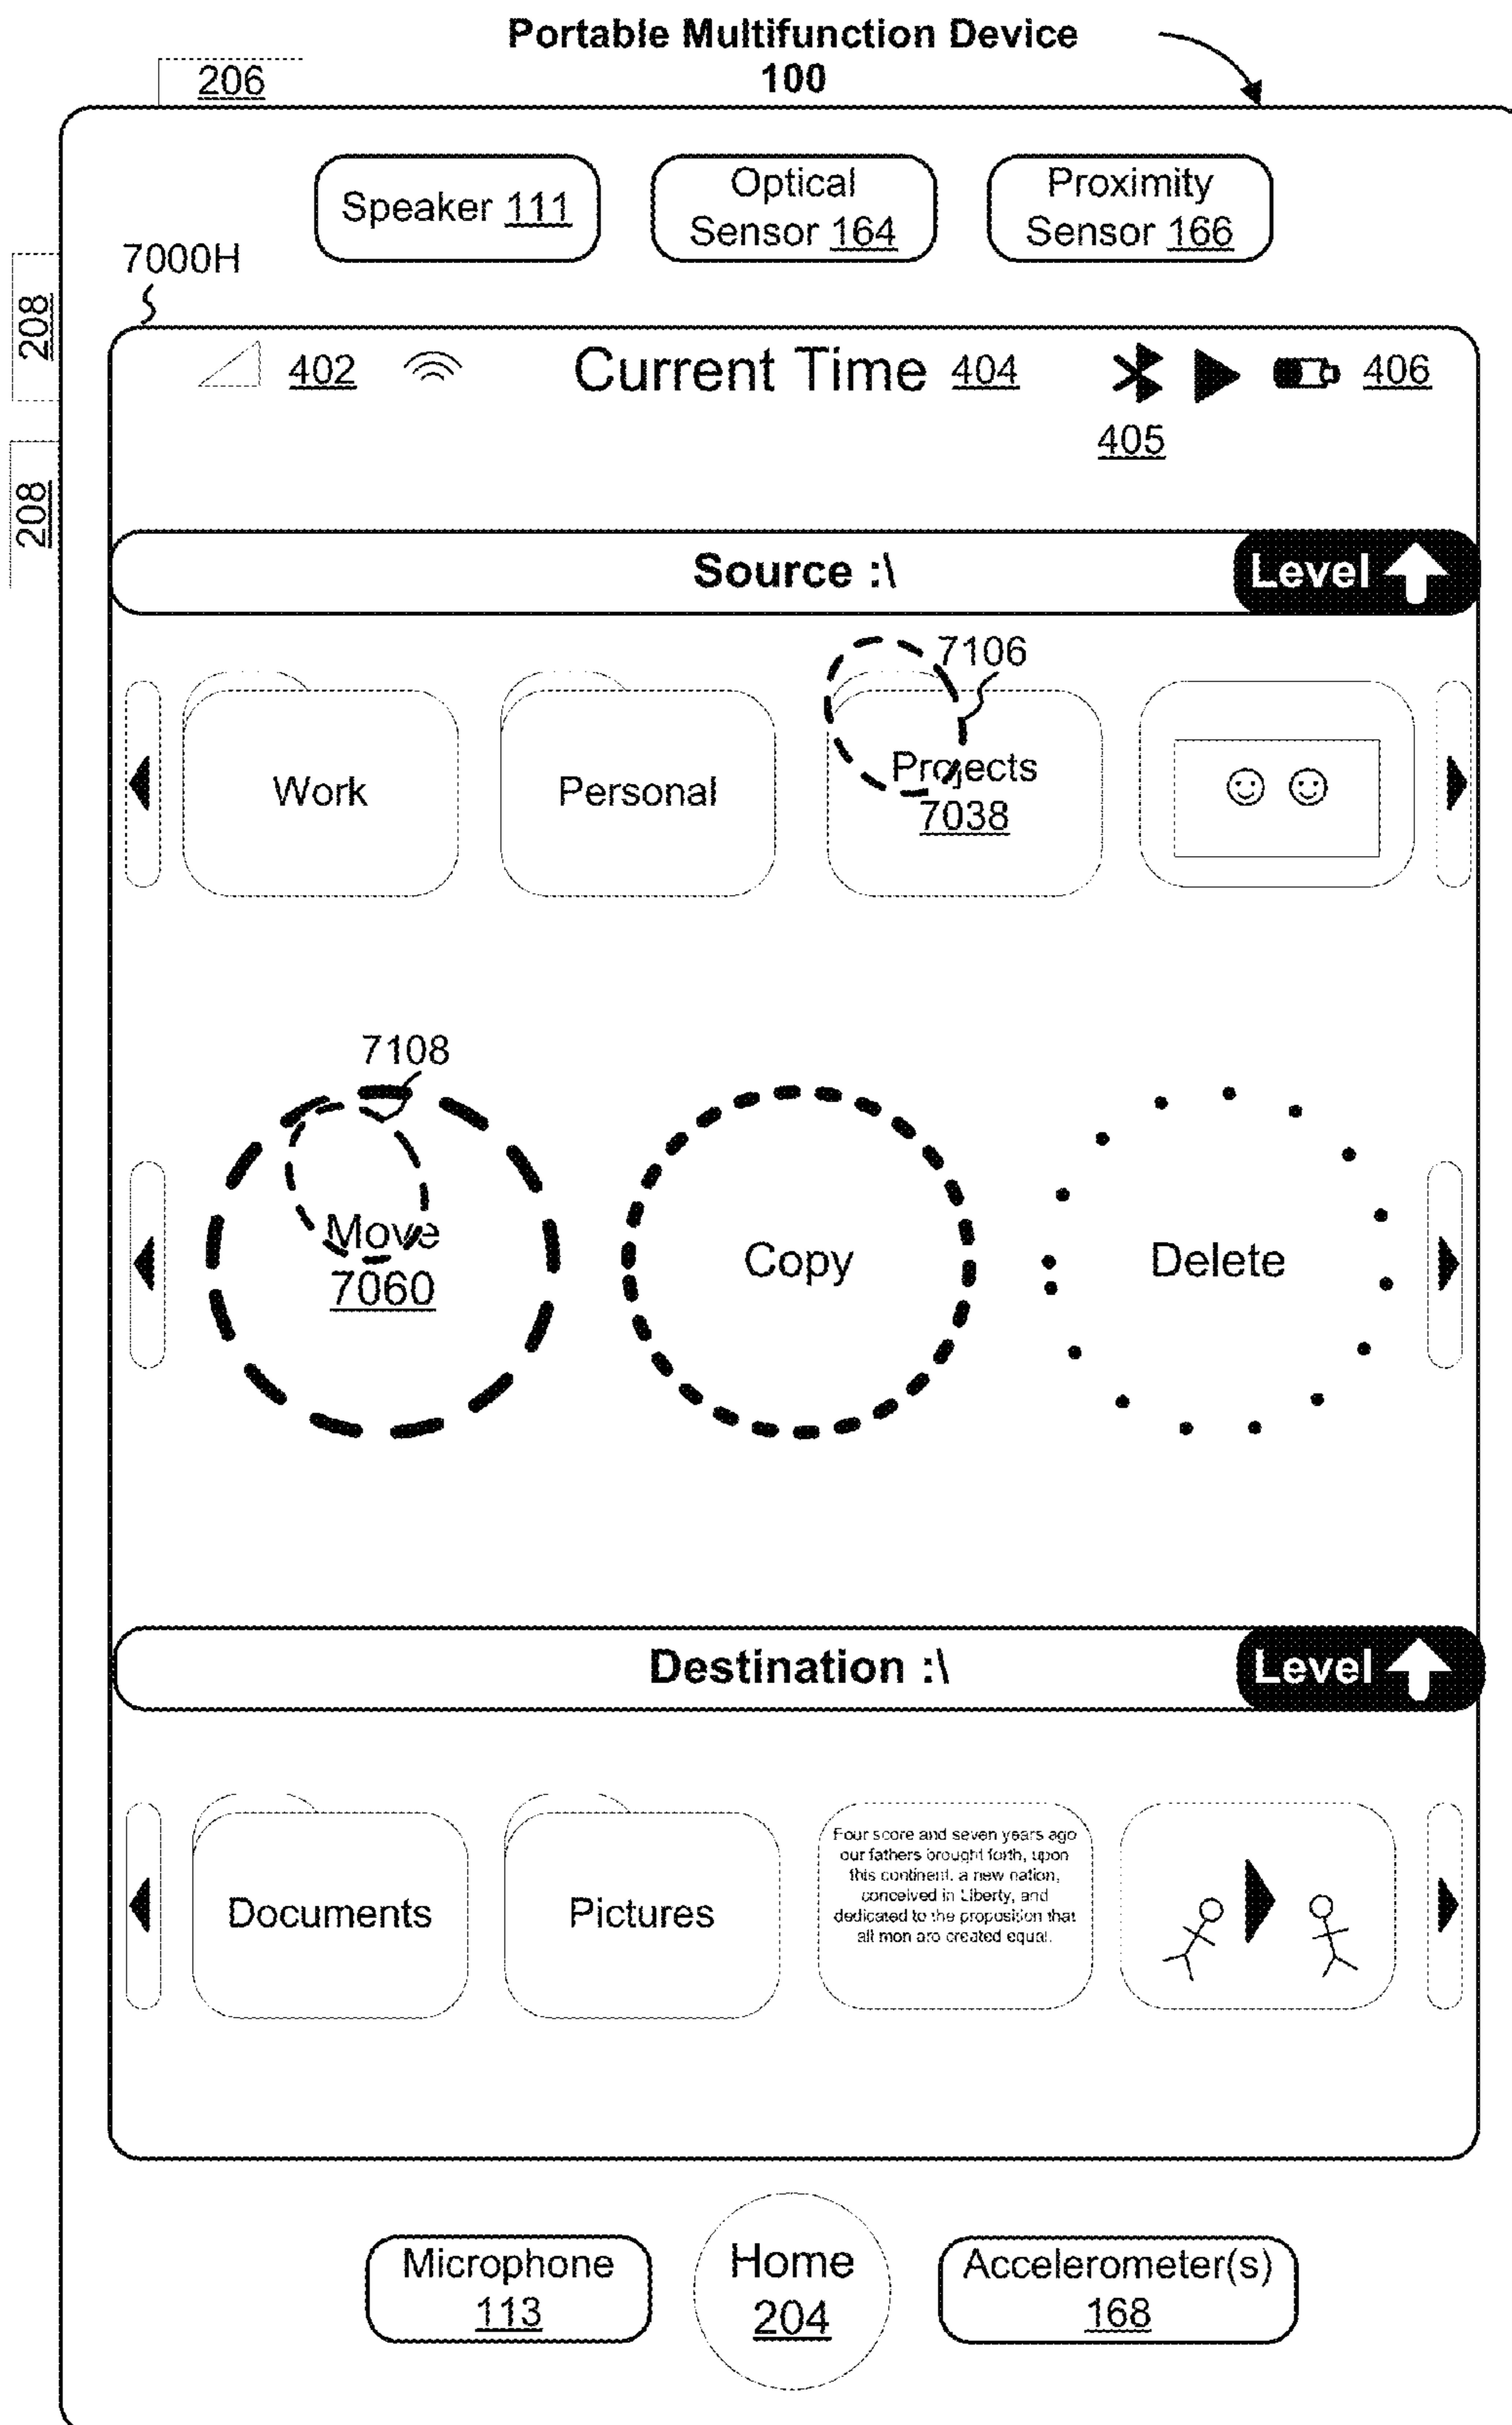 Portable Multifunction Device
100
206
Speaker 111
Optical
Sensor 164
Proximity
Sensor 166
7000H
208
208
402
Current Time 404
406
405
Source :\
Level
7106
Work
Personal
Projects
7038
7108
Move
7060
Copy
Delete
Destination :\
Level
Documents
Pictures
Four score and seven years ago
our fathers brought forth, upon
this continent, a new nation,
conceived in Liberty, and
dedicated to the proposition that
all men are created equal.
Microphone
113
Home
204
Accelerometer(s)
168